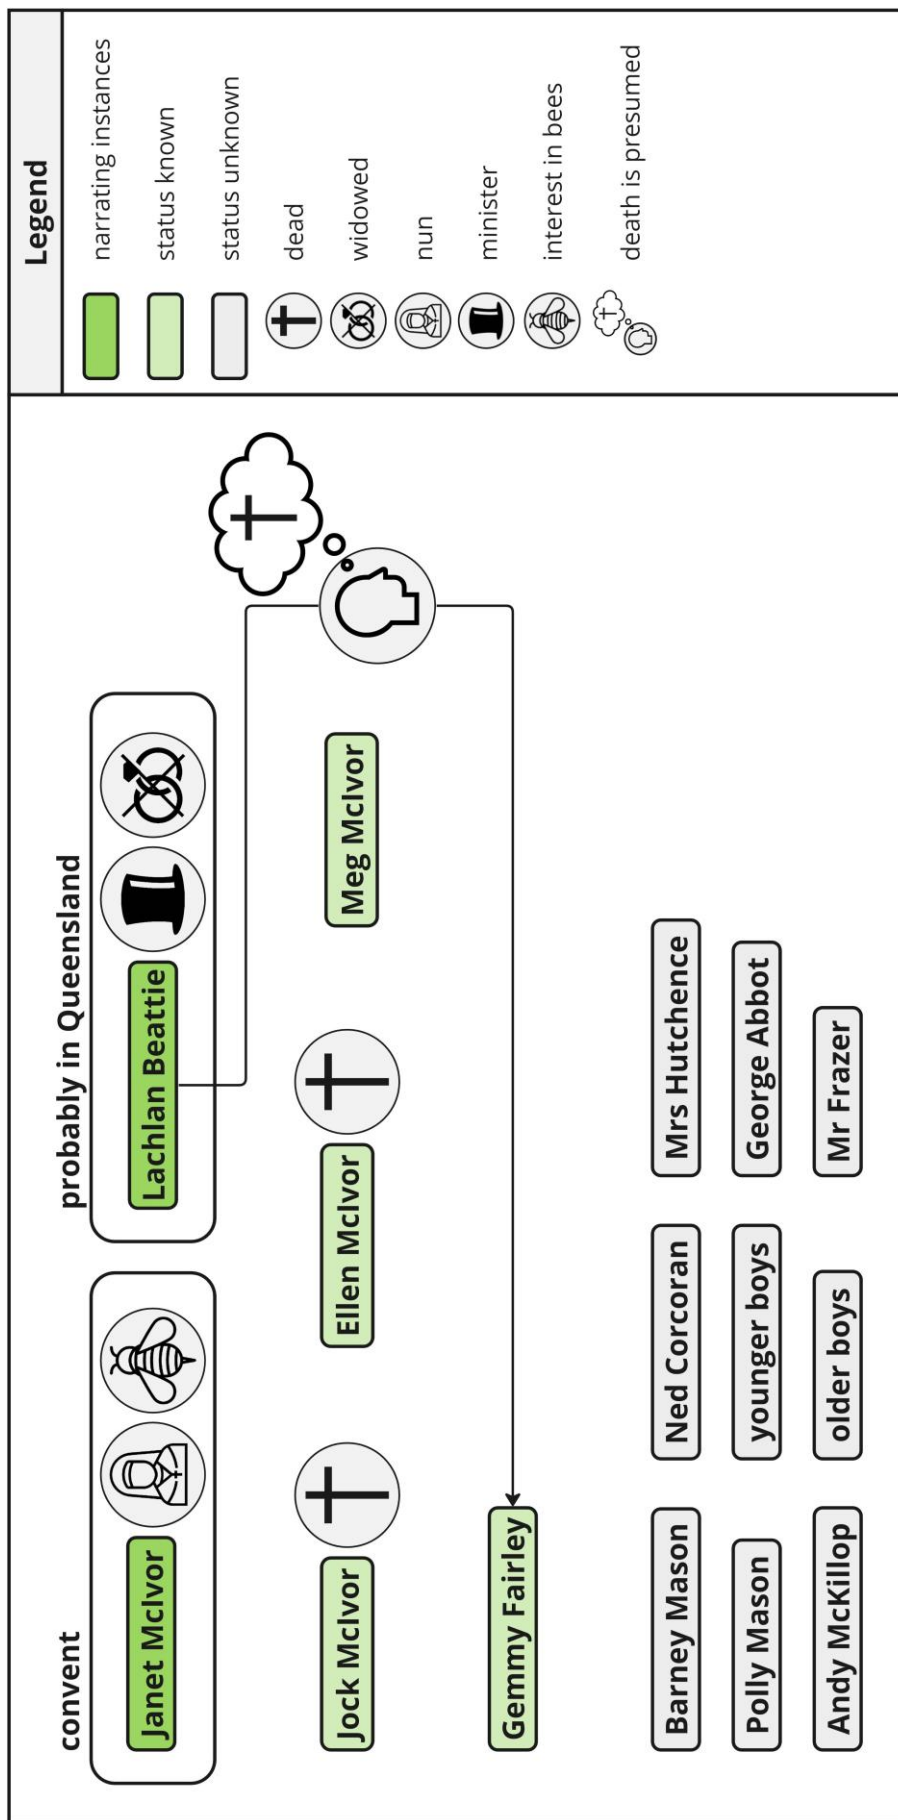 convent
probably in Queensland
Janet McIvor
Lachlan Beattie
Jock McIvor
Ellen McIvor
Meg McIvor
Gemmy Fairley
Barney Mason
Ned Corcoran
Mrs Hutchence
Polly Mason
younger boys
George Abbot
Andy McKillop
older boys
Mr Frazer
Legend
narrating instances
status known
status unknown
dead
widowed
nun
minister
interest in bees
death is presumed